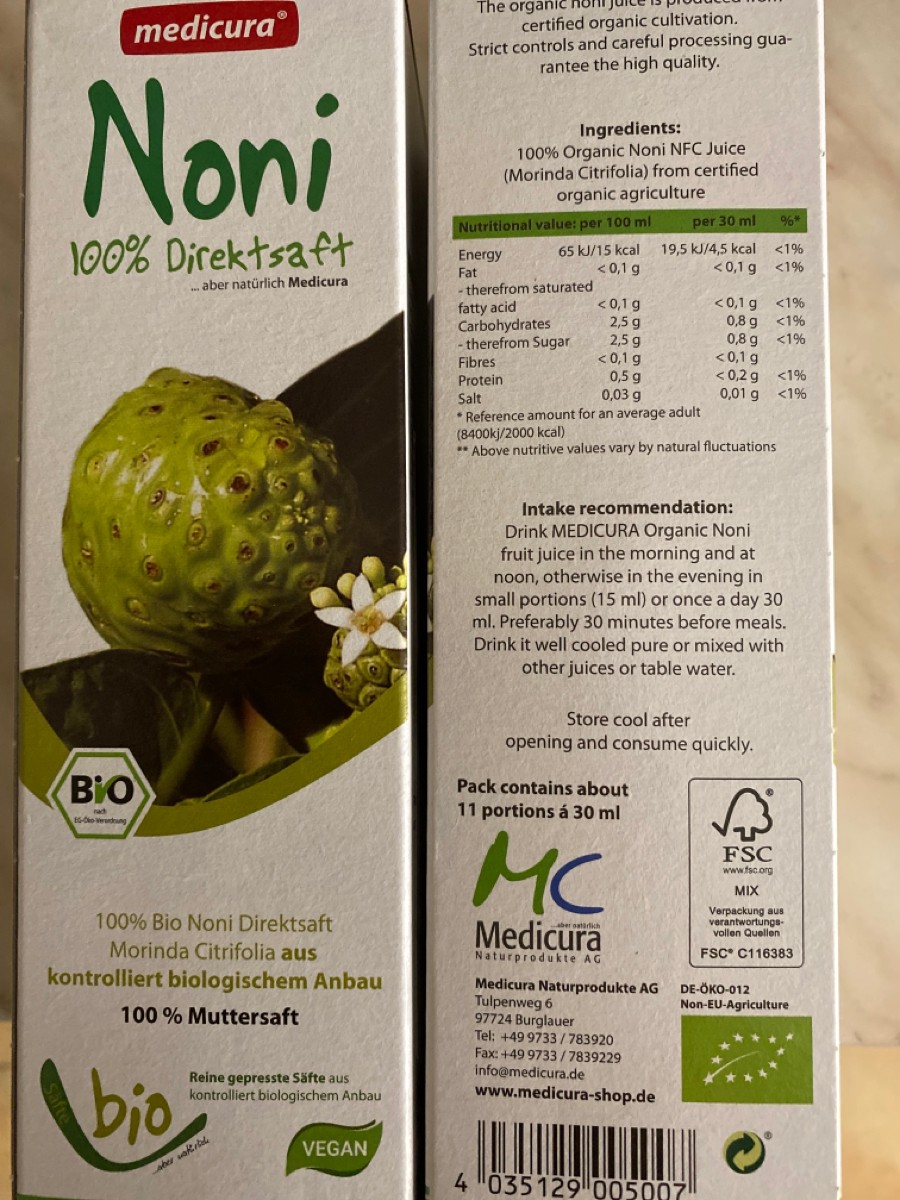 medicura®
Noni
100% Direktsaft
... aber natürlich Medicura
BiO
nach
EG-Öko-Verordnung
100% Bio Noni Direktsaft
Morinda Citrifolia aus
kontrolliert biologischem Anbau
100 % Muttersaft
Säfte
bio
...aber natürlich
Reine gepresste Säfte aus
kontrolliert biologischem Anbau
VEGAN
The organic noni juice is produced from
certified organic cultivation.
Strict controls and careful processing gua-
rantee the high quality.
Ingredients:
100% Organic Noni NFC Juice
(Morinda Citrifolia) from certified
organic agriculture
Nutritional value: per 100 ml per 30 ml %*
Energy 65 kJ/15 kcal 19,5 kJ/4,5 kcal <1%
Fat < 0,1 g < 0,1 g <1%
- therefrom saturated
fatty acid < 0,1 g < 0,1 g <1%
Carbohydrates 2,5 g 0,8 g <1%
- therefrom Sugar 2,5 g 0,8 g <1%
Fibres < 0,1 g < 0,1 g
Protein 0,5 g < 0,2 g <1%
Salt 0,03 g 0,01 g <1%
* Reference amount for an average adult
(8400kj/2000 kcal)
** Above nutritive values vary by natural fluctuations
Intake recommendation:
Drink MEDICURA Organic Noni
fruit juice in the morning and at
noon, otherwise in the evening in
small portions (15 ml) or once a day 30
ml. Preferably 30 minutes before meals.
Drink it well cooled pure or mixed with
other juices or table water.
Store cool after
opening and consume quickly.
Pack contains about
11 portions á 30 ml
MC
...aber natürlich
Medicura
Naturprodukte AG
Medicura Naturprodukte AG
Tulpenweg 6
97724 Burglauer
Tel: +49 9733 / 783920
Fax: +49 9733 / 7839229
info@medicura.de
www.medicura-shop.de
®
FSC
www.fsc.org
MIX
Verpackung aus
verantwortungs-
vollen Quellen
FSC® C116383
DE-ÖKO-012
Non-EU-Agriculture
®
4 035129 005007